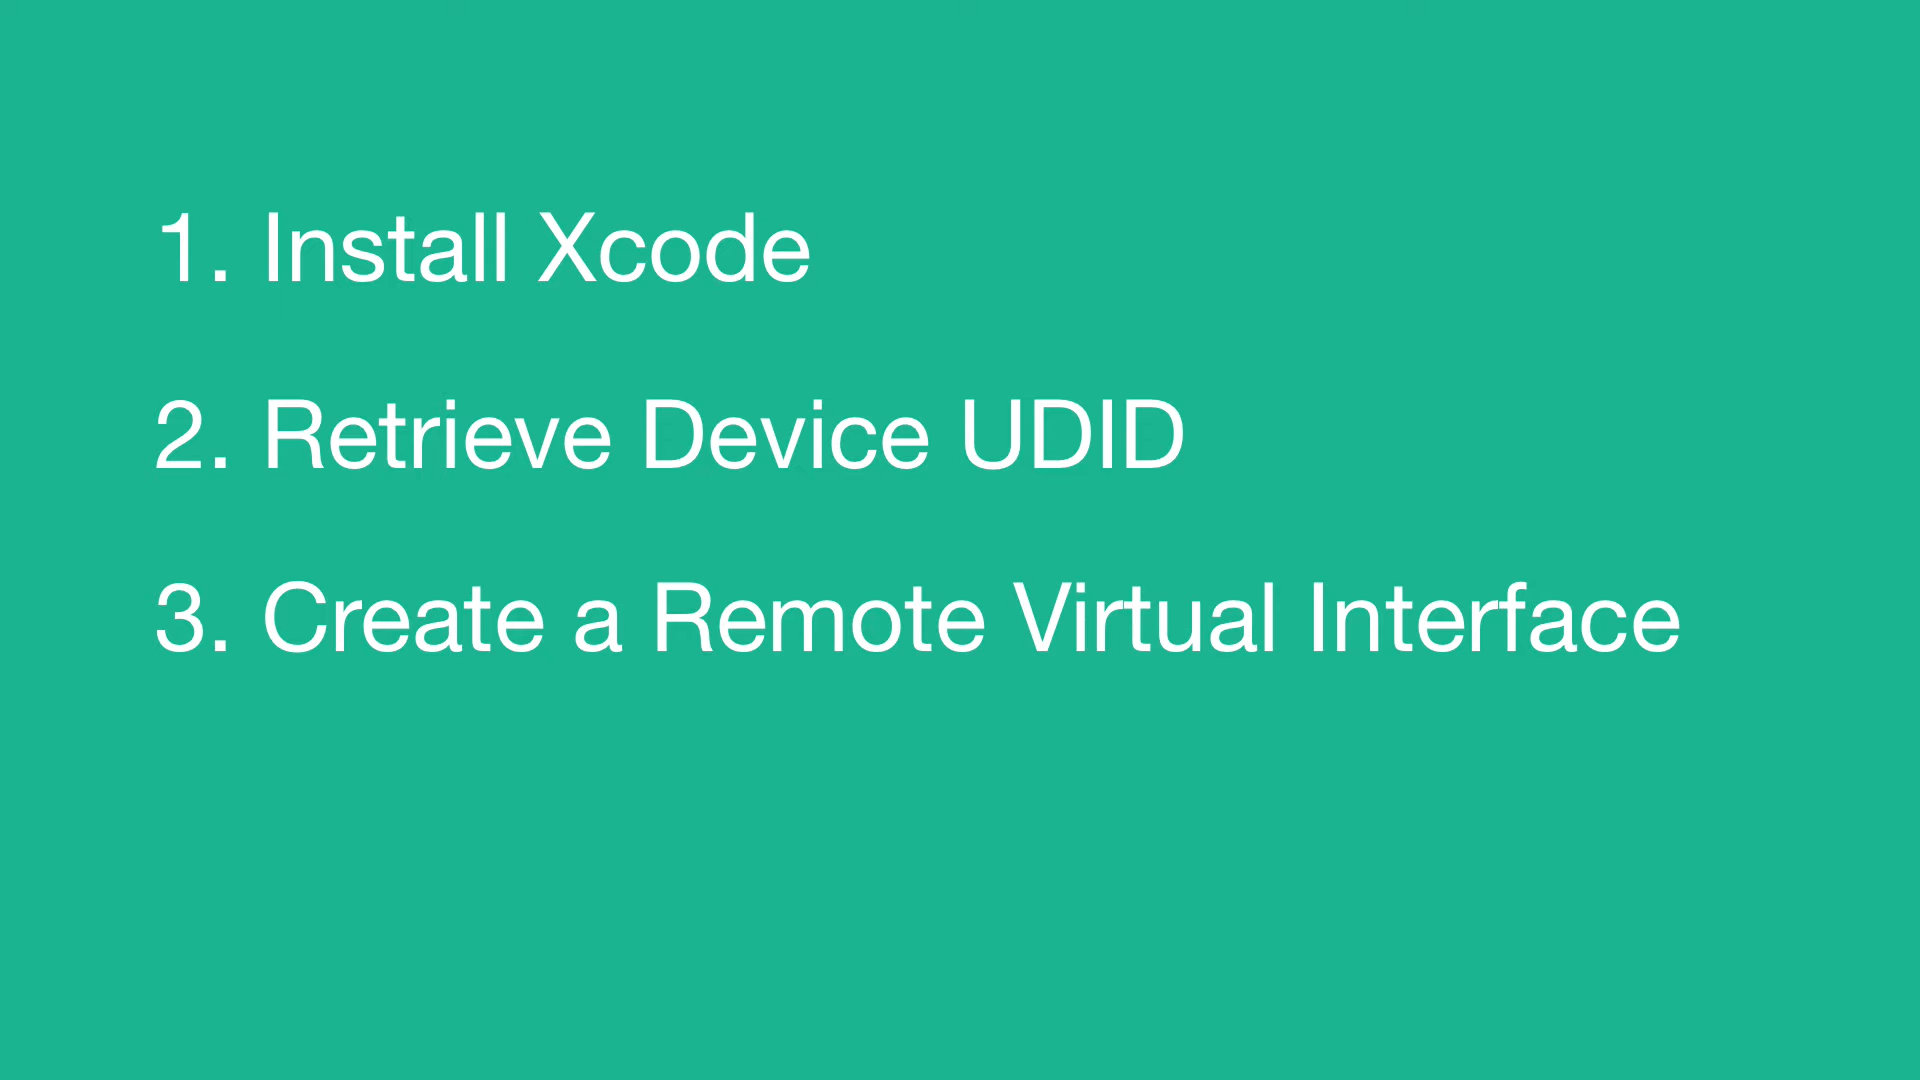 1. Install Xcode
2. Retrieve Device UDID
3. Create a Remote Virtual Interface